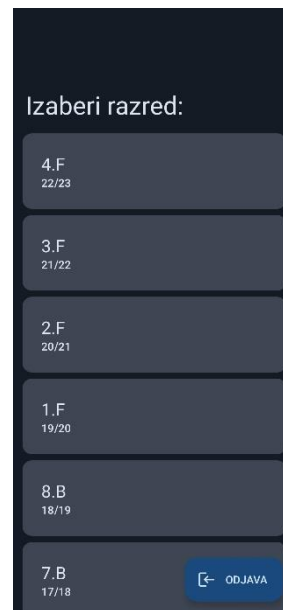 Izaberi razred:
4.F
22/23
3.F
21/22
2.F
20/21
1.F
19/20
8.B
18/19
7.B
17/18
ODJAVA